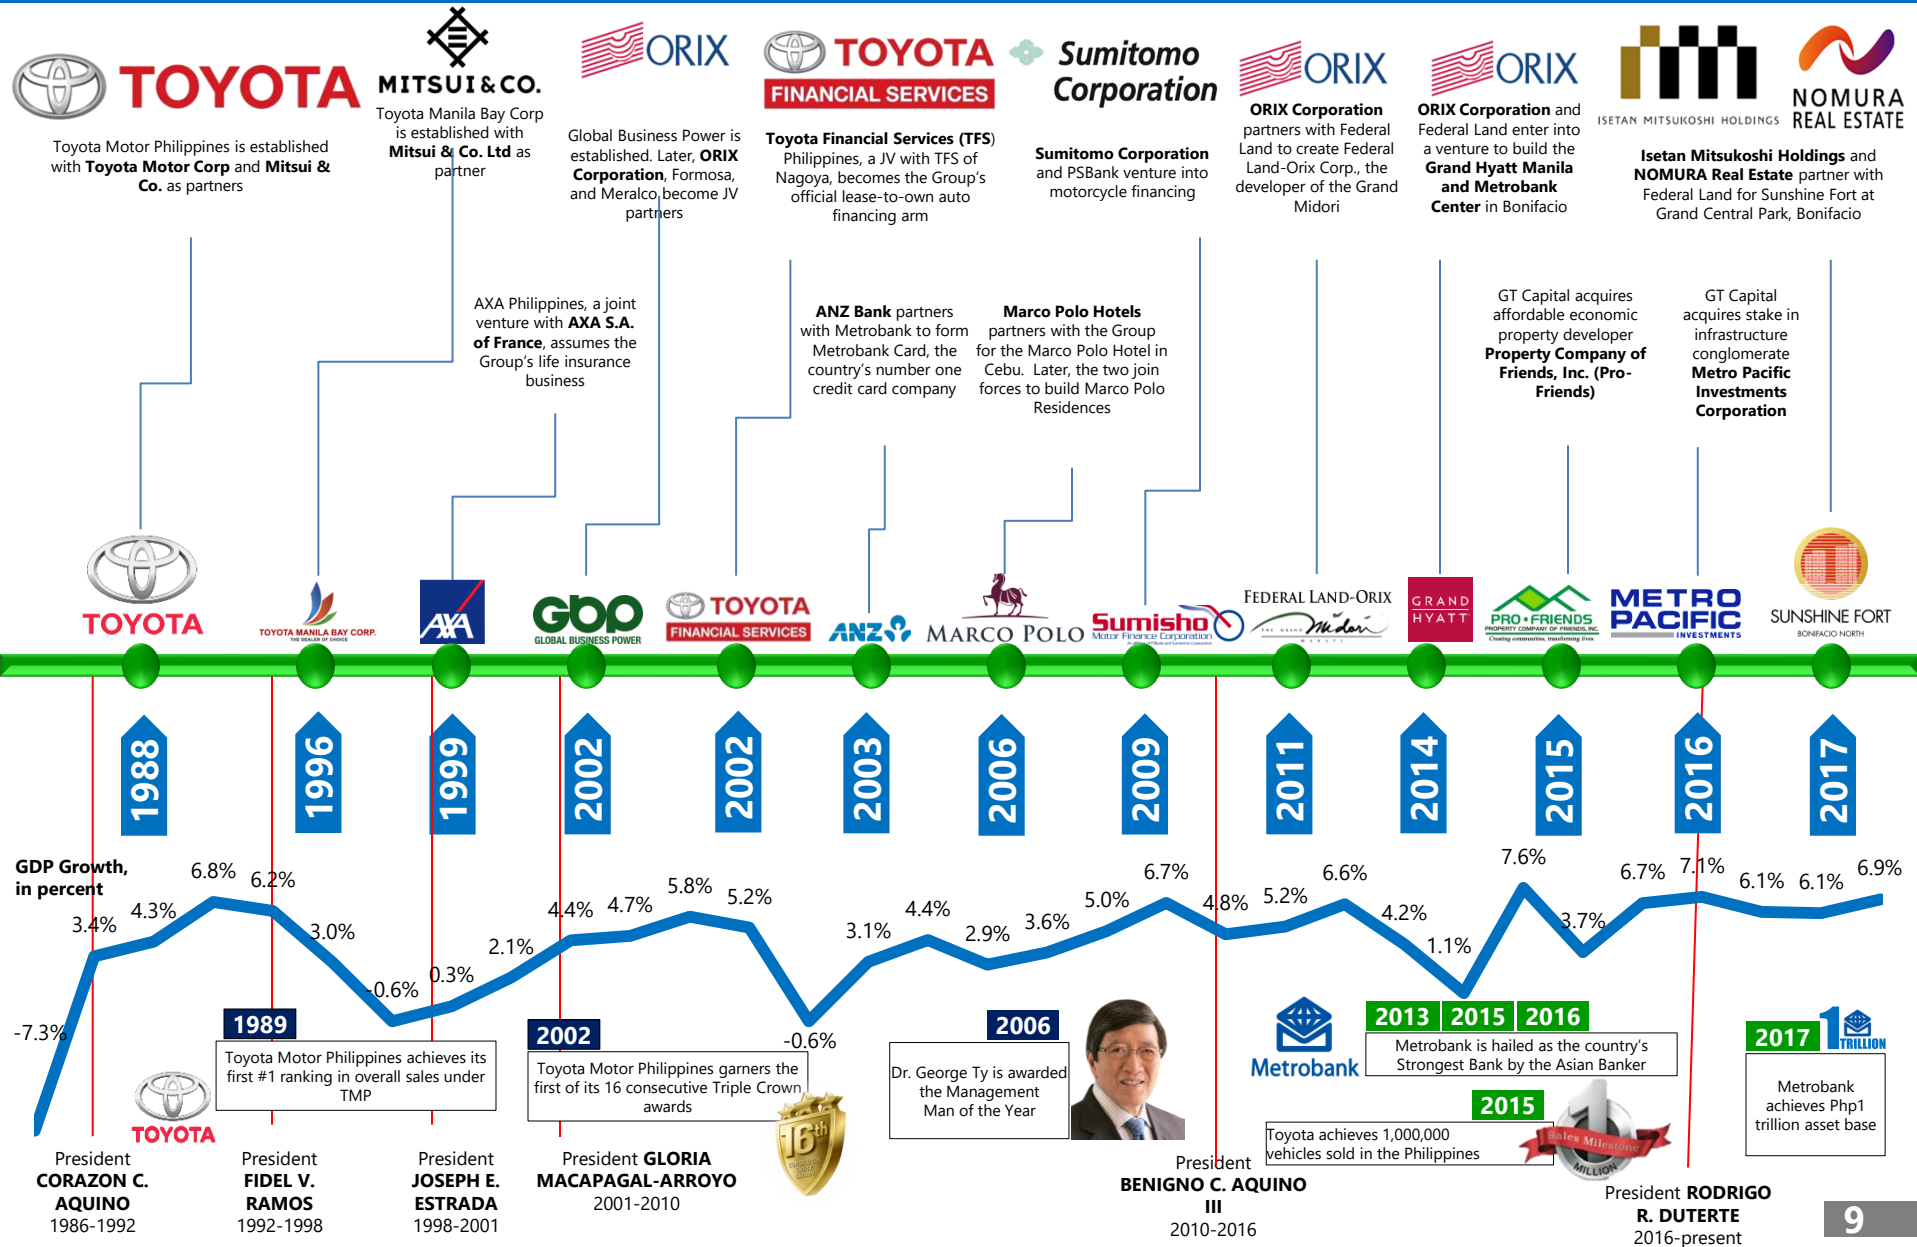 TOYOTA
Toyota Motor Philippines is established
with Toyota Motor Corp and Mitsui &
Co. as partners
MITSUI & CO.
Toyota Manila Bay Corp
is established with
Mitsui & Co. Ltd as
partner
ORIX
Global Business Power is
established. Later, ORIX
Corporation, Formosa,
and Meralco become JV
partners
TOYOTA
FINANCIAL SERVICES
Toyota Financial Services (TFS)
Philippines, a JV with TFS of
Nagoya, becomes the Group's
official lease-to-own auto
financing arm
Sumitomo
Corporation
Sumitomo Corporation
and PSBank venture into
motorcycle financing
ORIX
ORIX Corporation
partners with Federal
Land to create Federal
Land-Orix Corp., the
developer of the Grand
Midori
ORIX
ORIX Corporation and
Federal Land enter into
a venture to build the
Grand Hyatt Manila
and Metrobank
Center in Bonifacio
ISETAN MITSUKOSHI HOLDINGS
NOMURA
REAL ESTATE
Isetan Mitsukoshi Holdings and
NOMURA Real Estate partner with
Federal Land for Sunshine Fort at
Grand Central Park, Bonifacio
AXA Philippines, a joint
venture with AXA S.A.
of France, assumes the
Group's life insurance
business
ANZ Bank partners
with Metrobank to form
Metrobank Card, the
country's number one
credit card company
Marco Polo Hotels
partners with the Group
for the Marco Polo Hotel in
Cebu.  Later, the two join
forces to build Marco Polo
Residences
GT Capital acquires
affordable economic
property developer
Property Company of
Friends, Inc. (Pro-
Friends)
GT Capital
acquires stake in
infrastructure
conglomerate
Metro Pacific
Investments
Corporation
TOYOTA
TOYOTA MANILA BAY CORP.
THE DEALER OF CHOICE
AXA
GBP
GLOBAL BUSINESS POWER
TOYOTA
FINANCIAL SERVICES
ANZ
MARCO POLO
Sumisho
Motor Finance Corporation
FEDERAL LAND-ORIX
THE GRAND Midori
MAKATI
GRAND
HYATT
PRO•FRIENDS
PROPERTY COMPANY OF FRIENDS, INC.
Creating communities, transforming lives.
METRO
PACIFIC
INVESTMENTS
SUNSHINE FORT
BONIFACIO NORTH
1988
1996
1999
2002
2002
2003
2006
2009
2011
2014
2015
2016
2017
GDP Growth,
in percent
-7.3%
3.4%
4.3%
6.8%
6.2%
3.0%
-0.6%
0.3%
2.1%
4.4%
4.7%
5.8%
5.2%
-0.6%
3.1%
4.4%
2.9%
3.6%
5.0%
6.7%
4.8%
5.2%
6.6%
4.2%
1.1%
7.6%
3.7%
6.7%
7.1%
6.1%
6.1%
6.9%
TOYOTA
1989
Toyota Motor Philippines achieves its
first #1 ranking in overall sales under
TMP
2002
Toyota Motor Philippines garners the
first of its 16 consecutive Triple Crown
awards
16th
2006
Dr. George Ty is awarded
the Management
Man of the Year
Metrobank
2013
2015
2016
Metrobank is hailed as the country's
Strongest Bank by the Asian Banker
2015
Toyota achieves 1,000,000
vehicles sold in the Philippines
1
Sales Milestone
MILLION
2017
1
TRILLION
Metrobank
achieves Php1
trillion asset base
President
CORAZON C.
AQUINO
1986-1992
President
FIDEL V.
RAMOS
1992-1998
President
JOSEPH E.
ESTRADA
1998-2001
President GLORIA
MACAPAGAL-ARROYO
2001-2010
President
BENIGNO C. AQUINO
III
2010-2016
President RODRIGO
R. DUTERTE
2016-present
9